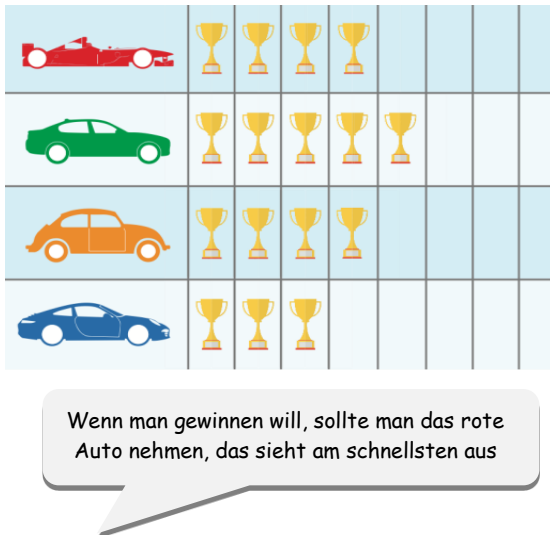 Wenn man gewinnen will, sollte man das rote
Auto nehmen, das sieht am schnellsten aus